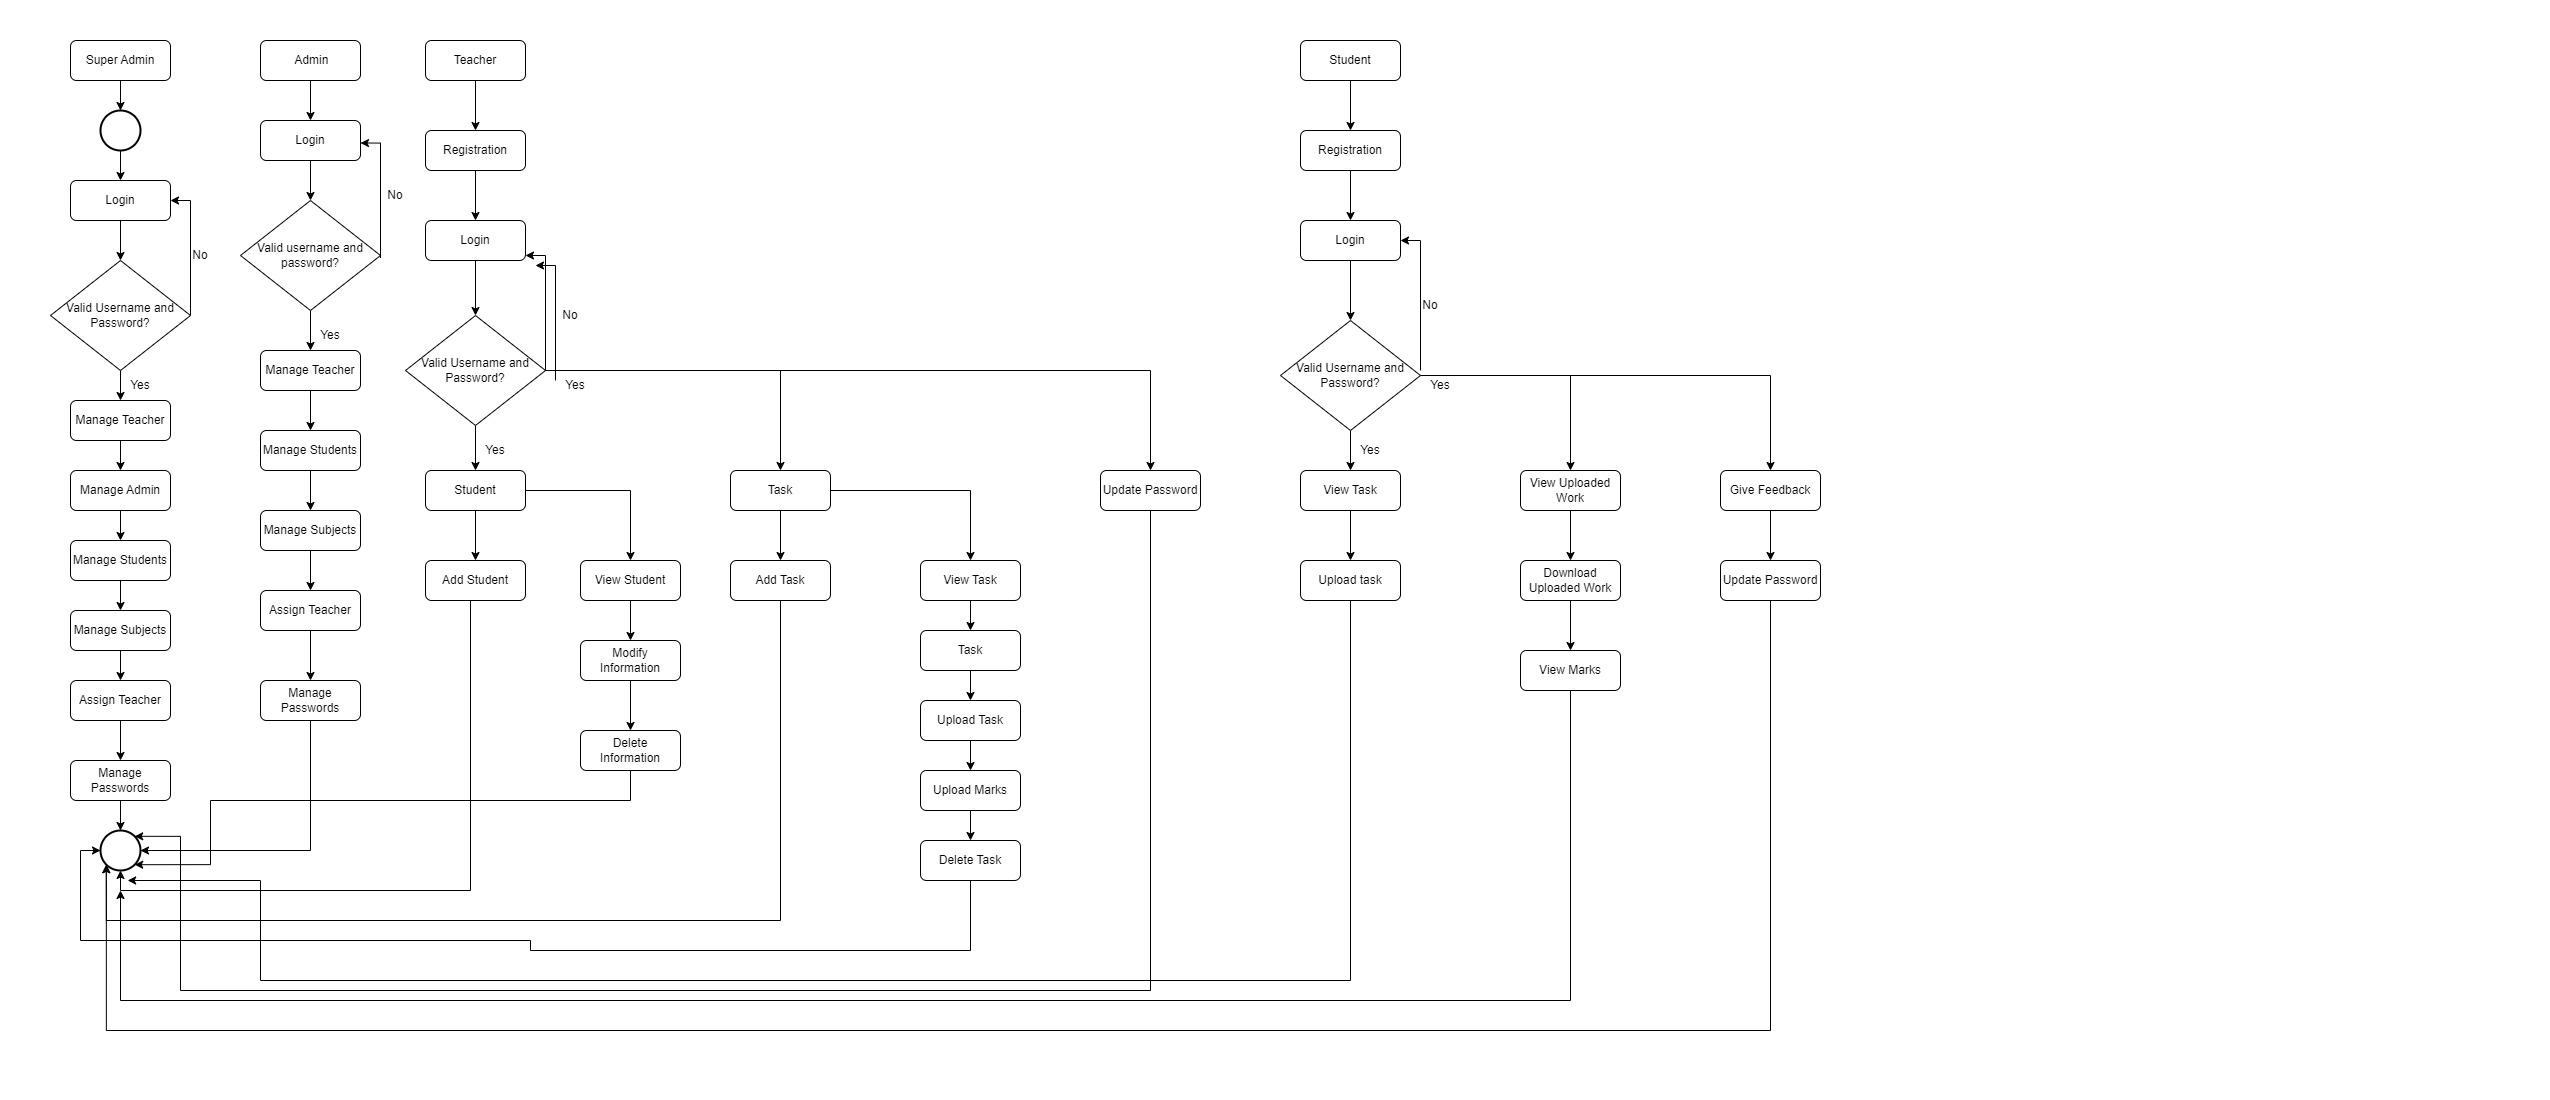 Super Admin
Login
No
Valid Username and
Password?
Yes
Manage Teacher
Manage Admin
Manage Students
Manage Subjects
Assign Teacher
Manage
Passwords
Admin
Login
No
Valid username and
password?
Yes
Manage Teacher
Manage Students
Manage Subjects
Assign Teacher
Manage
Passwords
Teacher
Registration
Login
No
Valid Username and
Password?
Yes
Yes
Student
Add Student
View Student
Modify
Information
Delete
Information
Task
Add Task
View Task
Task
Upload Task
Upload Marks
Delete Task
Update Password
Student
Registration
Login
No
Valid Username and
Password?
Yes
Yes
View Task
Upload task
View Uploaded
Work
Download
Uploaded Work
View Marks
Give Feedback
Update Password